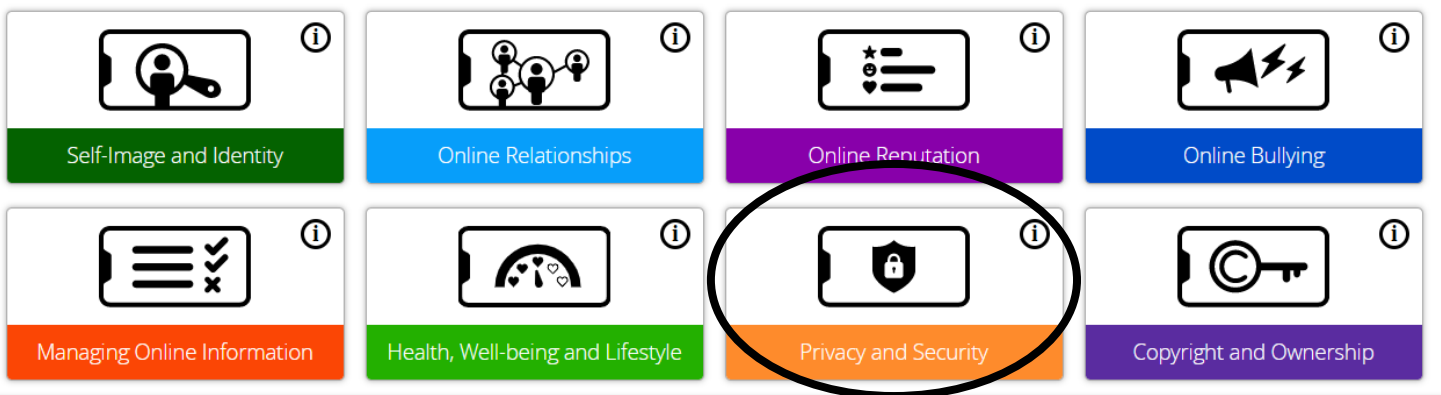 Self-Image and Identity
Online Relationships
Online Reputation
Online Bullying
Managing Online Information
Health, Well-being and Lifestyle
Privacy and Security
Copyright and Ownership